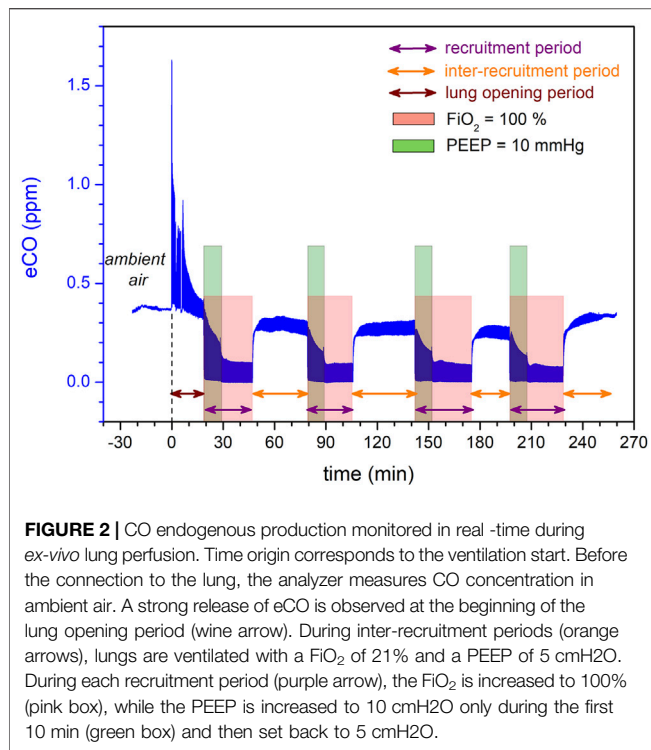 recruitment period
inter-recruitment period
lung opening period
FiO₂ = 100 %
PEEP = 10 mmHg
eCO (ppm)
1.5
1.0
0.5
0.0
ambient
air
-30 0 30 60 90 120 150 180 210 240 270
time (min)
FIGURE 2 | CO endogenous production monitored in real -time during
ex-vivo lung perfusion. Time origin corresponds to the ventilation start. Before
the connection to the lung, the analyzer measures CO concentration in
ambient air. A strong release of eCO is observed at the beginning of the
lung opening period (wine arrow). During inter-recruitment periods (orange
arrows), lungs are ventilated with a FiO₂ of 21% and a PEEP of 5 cmH2O.
During each recruitment period (purple arrow), the FiO₂ is increased to 100%
(pink box), while the PEEP is increased to 10 cmH2O only during the first
10 min (green box) and then set back to 5 cmH2O.